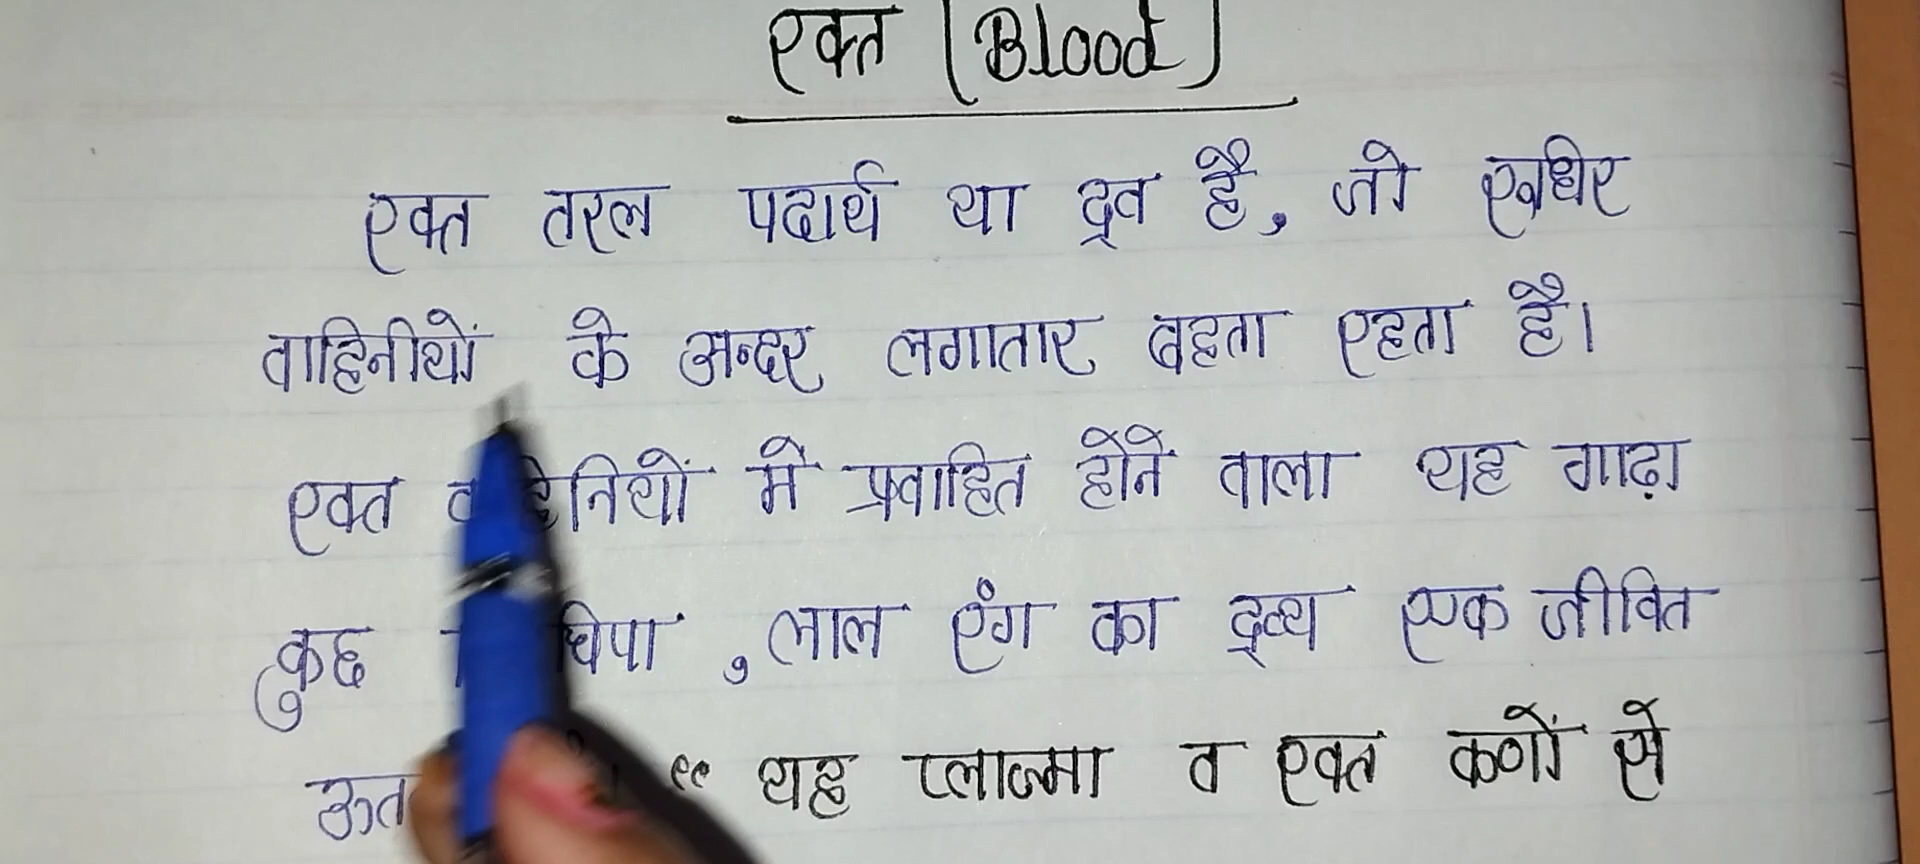 रक्त (Blood)
रक्त तरल पदार्थ या द्रव है, जो रूधिर
वाहिनीयों के अन्दर लगातार बहता रहता है।
रक्त में प्रवाहित होने वाला यह गाढ़ा
कुछ , लाल रंग का द्रव्य एक जीवित
यह प्लाज्मा व रक्त कणों से